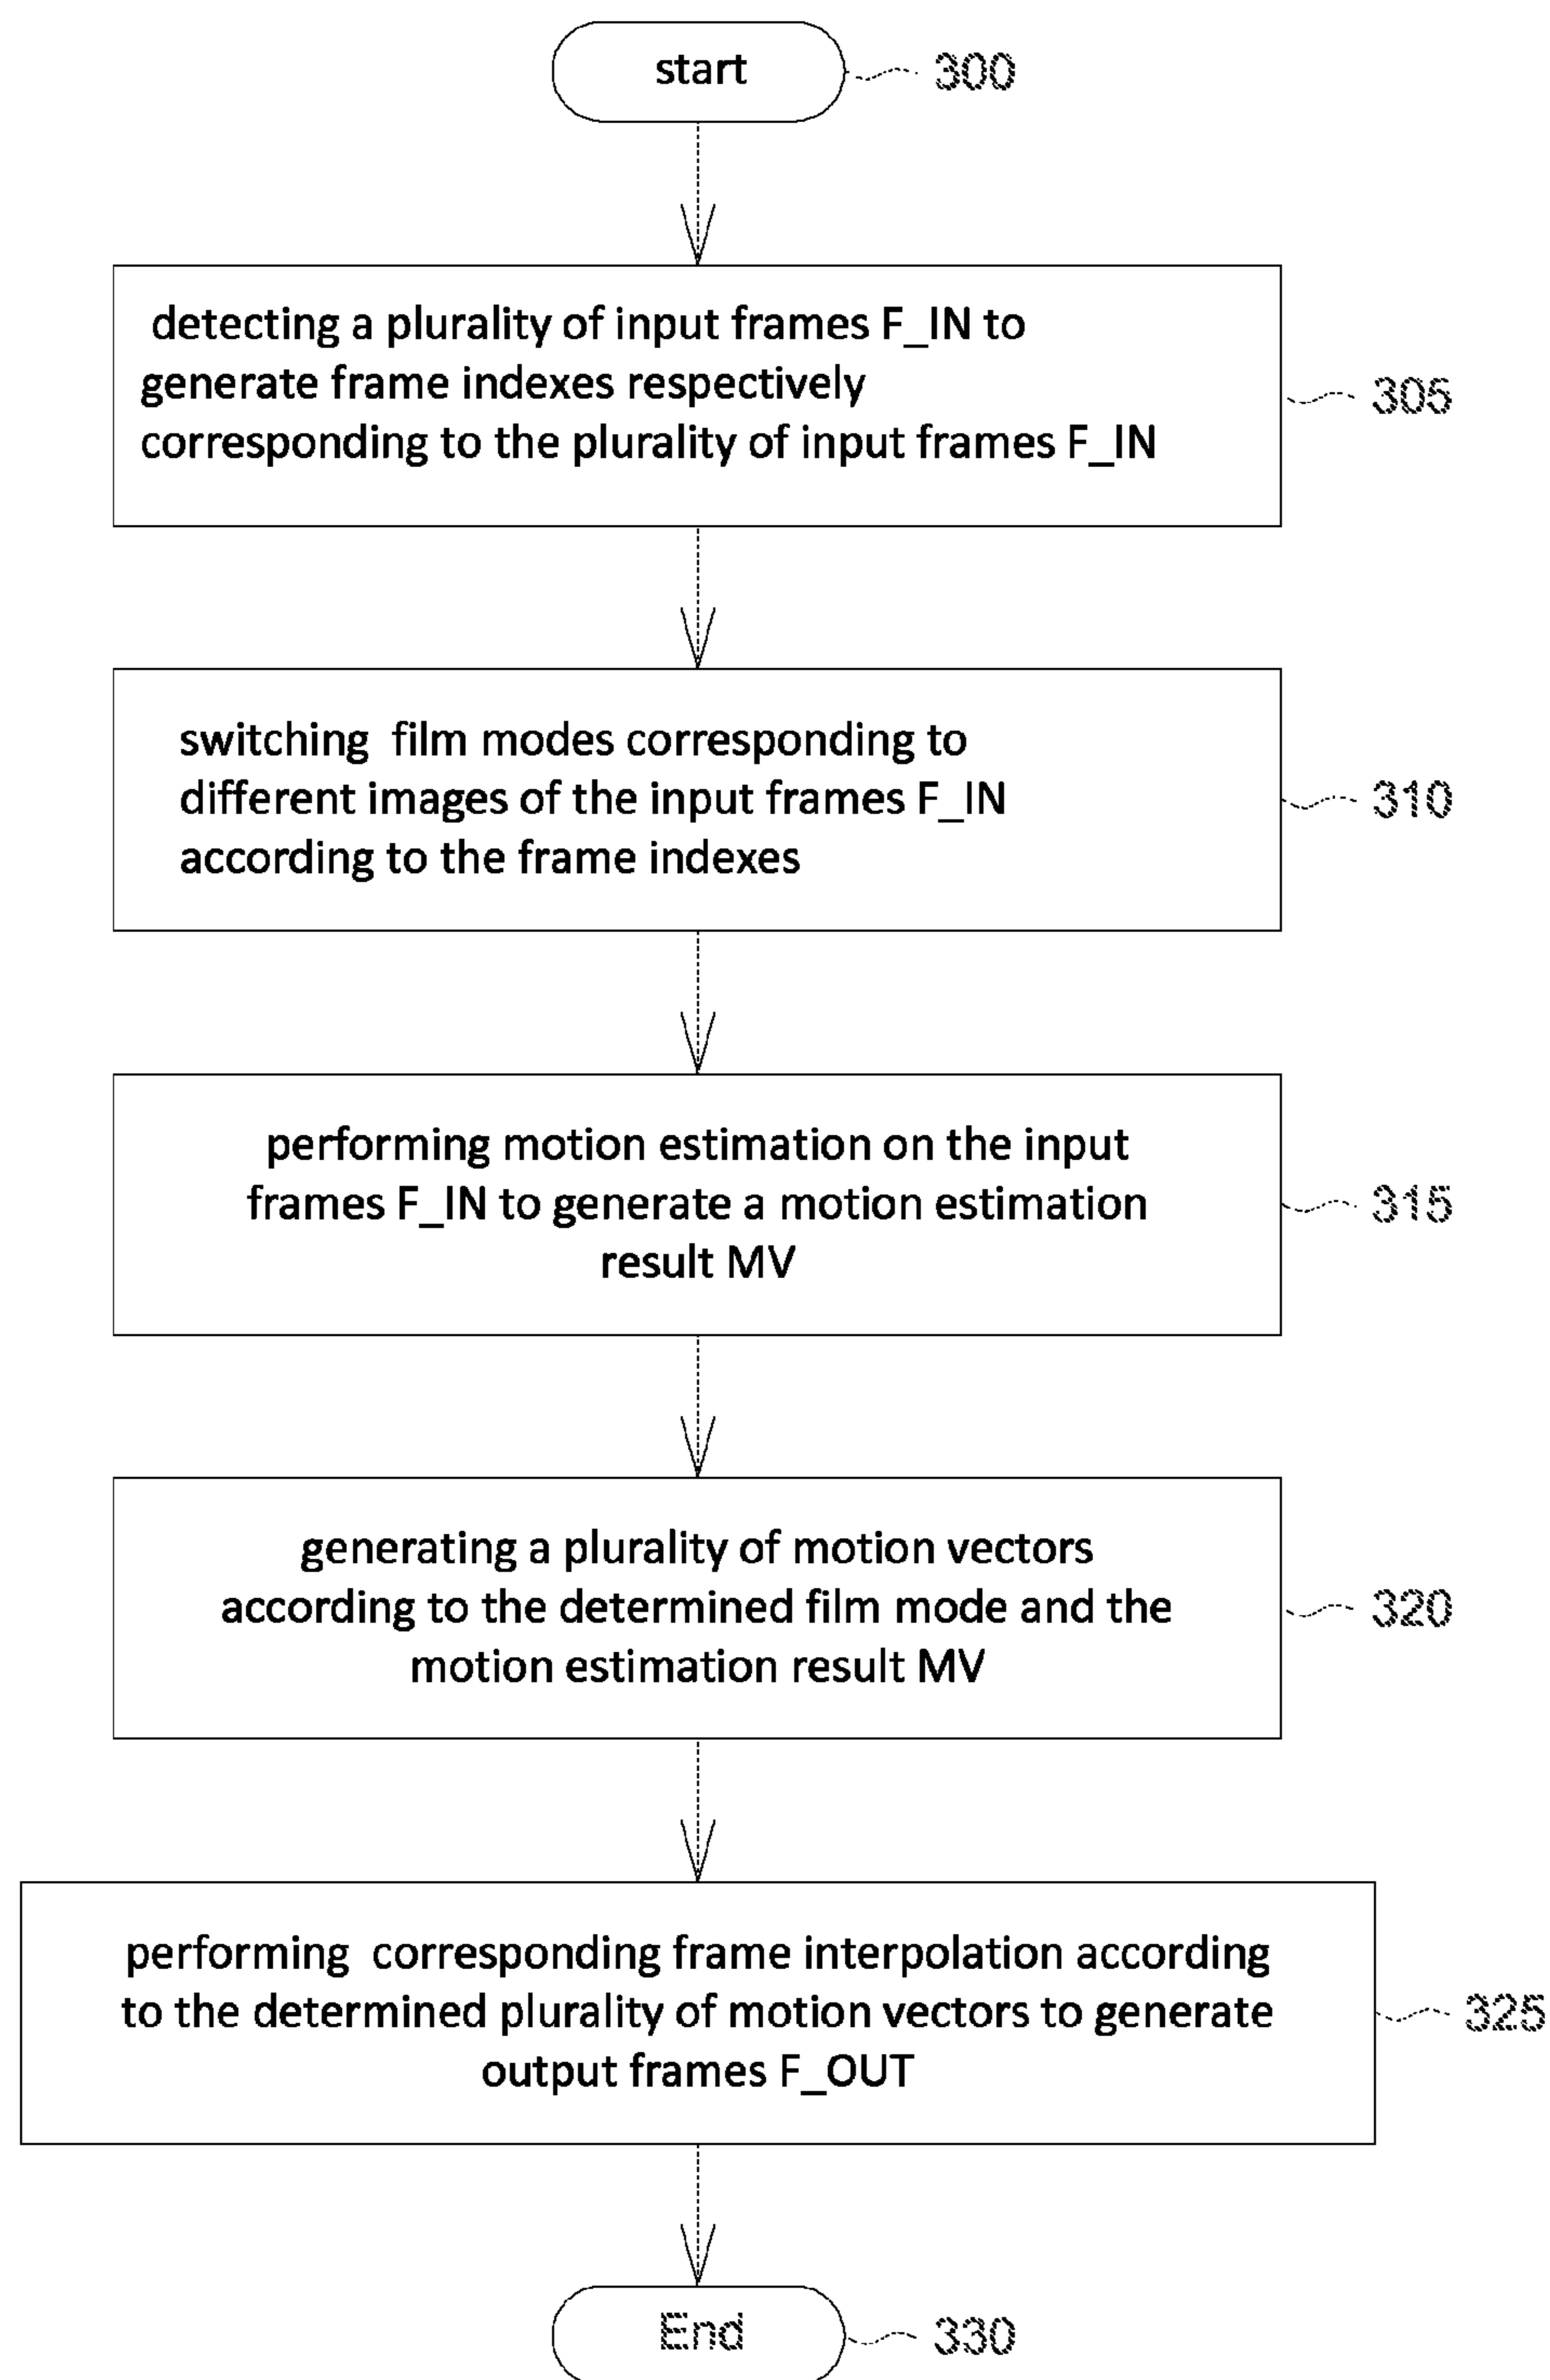 start
300
detecting a plurality of input frames F_IN to
generate frame indexes respectively
corresponding to the plurality of input frames F_IN
305
switching film modes corresponding to
different images of the input frames F_IN
according to the frame indexes
310
performing motion estimation on the input
frames F_IN to generate a motion estimation
result MV
315
generating a plurality of motion vectors
according to the determined film mode and the
motion estimation result MV
320
performing corresponding frame interpolation according
to the determined plurality of motion vectors to generate
output frames F_OUT
325
End
330